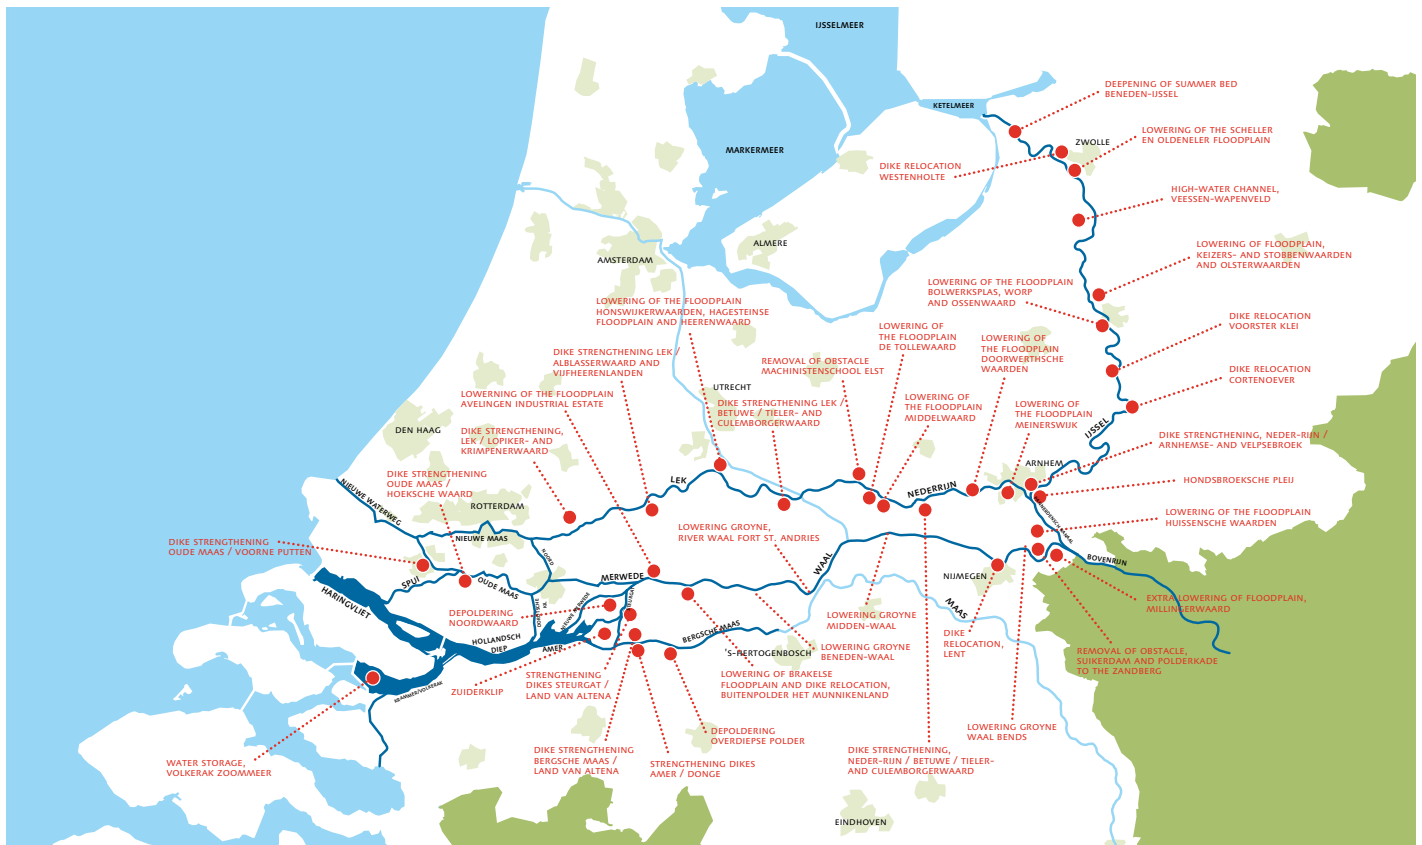 IJSSELMEER
KETELMEER
MARKERMEER
DEEPENING OF SUMMER BED
BENEDEN-IJSSEL
ZWOLLE
LOWERING OF THE SCHELLER
EN OLDENELER FLOODPLAIN
DIKE RELOCATION
WESTENHOLTE
HIGH-WATER CHANNEL,
VEESSEN-WAPENVELD
ALMERE
AMSTERDAM
LOWERING OF FLOODPLAIN,
KEIZERS- AND STOBBENWAARDEN
AND OLSTERWAARDEN
LOWERING OF THE FLOODPLAIN
BOLWERKSPLAS, WORP
AND OSSENWAARD
LOWERING OF THE FLOODPLAIN
HONSWIJKERWAARDEN, HAGESTEINSE
FLOODPLAIN AND HEERENWAARD
DIKE RELOCATION
VOORSTER KLEI
LOWERING OF
THE FLOODPLAIN
DE TOLLEWAARD
LOWERING OF
THE FLOODPLAIN
DOORWERTHSCHE
WAARDEN
DIKE STRENGTHENING LEK /
ALBLASSERWAARD AND
VIJFHEERENLANDEN
REMOVAL OF OBSTACLE
MACHINISTENSCHOOL ELST
DIKE RELOCATION
CORTENOEVER
UTRECHT
LOWERNING OF THE FLOODPLAIN
AVELINGEN INDUSTRIAL ESTATE
DIKE STRENGTHENING LEK /
BETUWE / TIELER- AND
CULEMBORGERWAARD
LOWERING OF
THE FLOODPLAIN
MIDDELWAARD
LOWERING OF
THE FLOODPLAIN
MEINERSWIJK
DEN HAAG
DIKE STRENGTHENING,
LEK / LOPIKER- AND
KRIMPENERWAARD
IJSSEL
DIKE STRENGTHENING, NEDER-RIJN /
ARNHEMSE- AND VELPSEBROEK
ARNHEM
DIKE STRENGTHENING
OUDE MAAS /
HOEKSCHE WAARD
LEK
NEDERRIJN
HONDSBROEKSCHE PLEIJ
NIEUWE WATERWEG
ROTTERDAM
LOWERING OF THE FLOODPLAIN
HUISSENSCHE WAARDEN
LOWERING GROYNE,
RIVER WAAL FORT ST. ANDRIES
NIEUWE MAAS
DIKE STRENGTHENING
OUDE MAAS / VOORNE PUTTEN
NOORD
WAAL
BOVENRIJN
NIJMEGEN
SPUI
OUDE MAAS
MERWEDE
HARINGVLIET
NIEUWE MERWEDE
MAAS
EXTRA LOWERING OF FLOODPLAIN,
MILLINGERWAARD
DEPOLDERING
NOORDWAARD
LOWERING GROYNE
MIDDEN-WAAL
BERGSCHE MAAS
HOLLANDSCH
DIEP
AMER
DIKE
RELOCATION,
LENT
LOWERING GROYNE
BENEDEN-WAAL
'S-HERTOGENBOSCH
REMOVAL OF OBSTACLE,
SUIKERDAM AND POLDERKADE
TO THE ZANDBERG
KRAMMER/VOLKERAK
ZUIDERKLIP
STRENGTHENING
DIKES STEURGAT /
LAND VAN ALTENA
LOWERING OF BRAKELSE
FLOODPLAIN AND DIKE RELOCATION,
BUITENPOLDER HET MUNNIKENLAND
LOWERING GROYNE
WAAL BENDS
DEPOLDERING
OVERDIEPSE POLDER
DIKE STRENGTHENING
BERGSCHE MAAS /
LAND VAN ALTENA
STRENGTHENING DIKES
AMER / DONGE
DIKE STRENGTHENING,
NEDER-RIJN / BETUWE / TIELER-
AND CULEMBORGERWAARD
WATER STORAGE,
VOLKERAK ZOOMMEER
EINDHOVEN